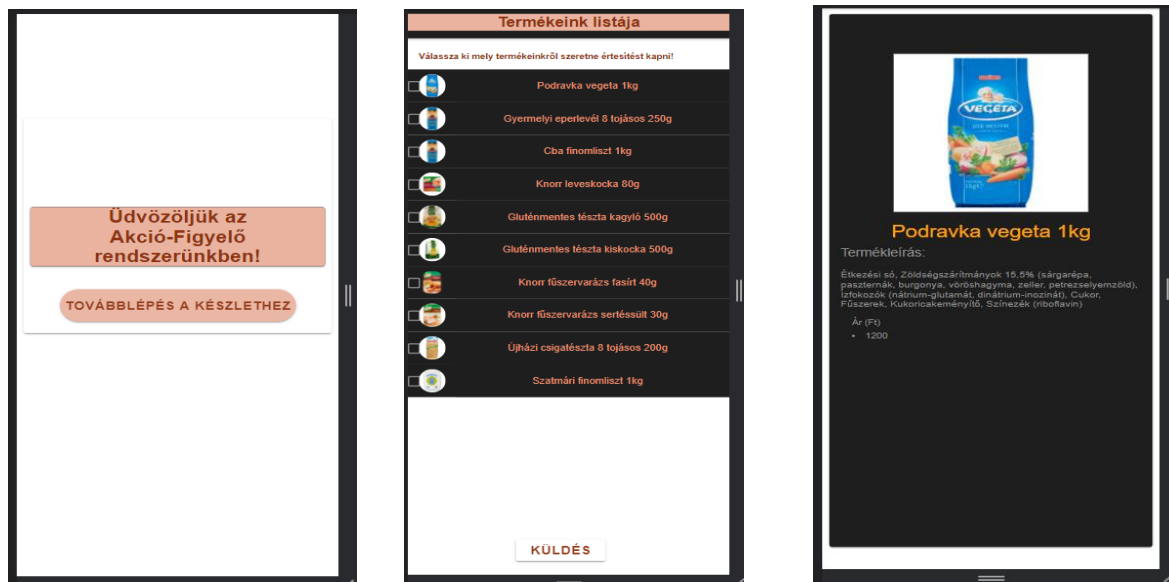 Üdvözöljük az
Akció-Figyelő
rendszerünkben!
TOVÁBBLÉPÉS A KÉSZLETHEZ
Termékeink listája
Válassza ki mely termékeinkről szeretne értesítést kapni!
Podravka vegeta 1kg
Gyermelyi eperlevél 8 tojásos 250g
Cba finomliszt 1kg
Knorr leveskocka 80g
Gluténmentes tészta kagyló 500g
Gluténmentes tészta kiskocka 500g
Knorr fűszervarázs fasírt 40g
Knorr fűszervarázs sertéssült 30g
Újházi csigatészta 8 tojásos 200g
Szatmári finomliszt 1kg
KÜLDÉS
VEGETA
Podravka vegeta 1kg
Termékleírás:
Étkezési só, Zöldségszárítmányok 15,5% (sárgarépa,
paszternák, burgonya, vöröshagyma, zeller, petrezselyemzöld),
Ízfokozók (nátrium-glutamát, dinátrium-inozinát), Cukor,
Fűszerek, Kukoricakeményítő, Színezék (riboflavin)
Ár (Ft)
• 1200